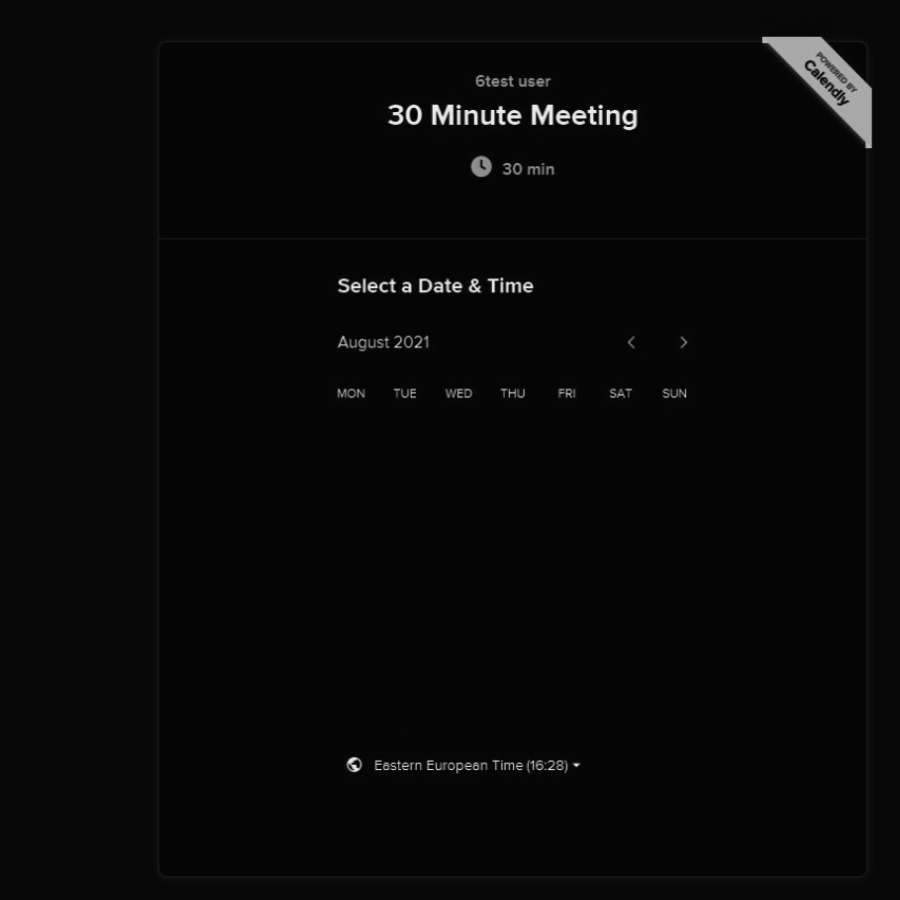 POWERED BY
Calendly
6test user
30 Minute Meeting
30 min
Select a Date & Time
August 2021
MON TUE WED THU FRI SAT SUN
Eastern European Time (16:28)